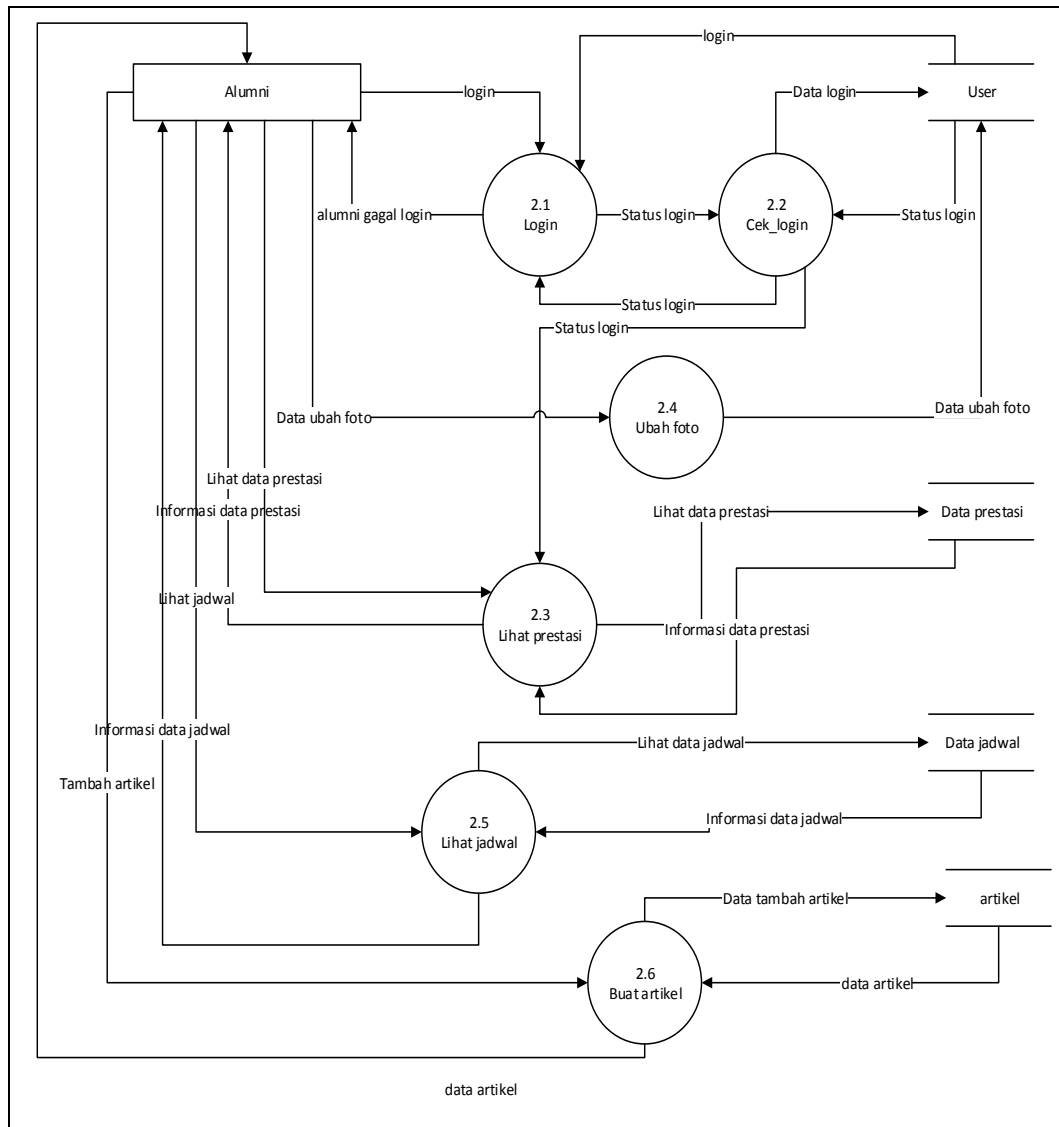 login
Alumni
login
Data login
User
2.1
Login
2.2
Cek_login
alumni gagal login
Status login
Status login
Status login
Status login
2.4
Ubah foto
Data ubah foto
Data ubah foto
Lihat data prestasi
Informasi data prestasi
Lihat data prestasi
Data prestasi
Lihat jadwal
2.3
Lihat prestasi
Informasi data prestasi
Informasi data jadwal
Lihat data jadwal
Data jadwal
Tambah artikel
2.5
Lihat jadwal
Informasi data jadwal
Data tambah artikel
artikel
2.6
Buat artikel
data artikel
data artikel